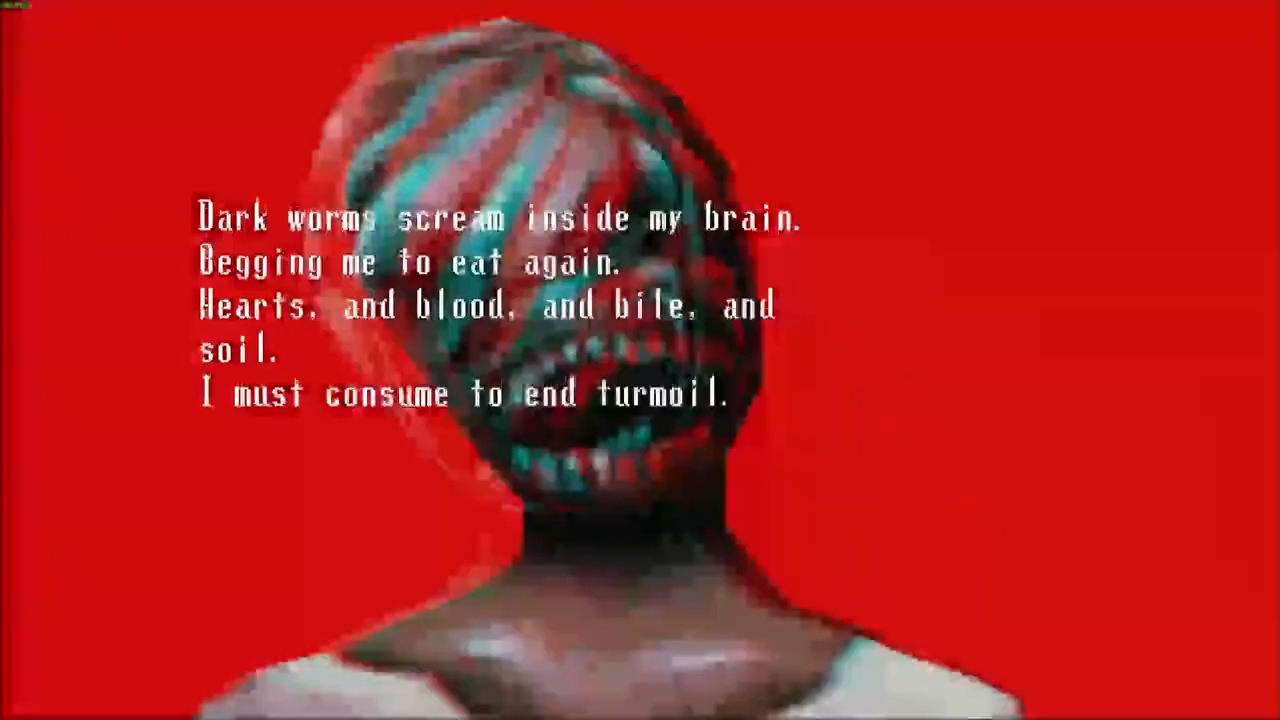 Dark worms scream inside my brain.
Begging me to eat again.
Hearts, and blood, and bile, and
soil.
I must consume to end turmoil.